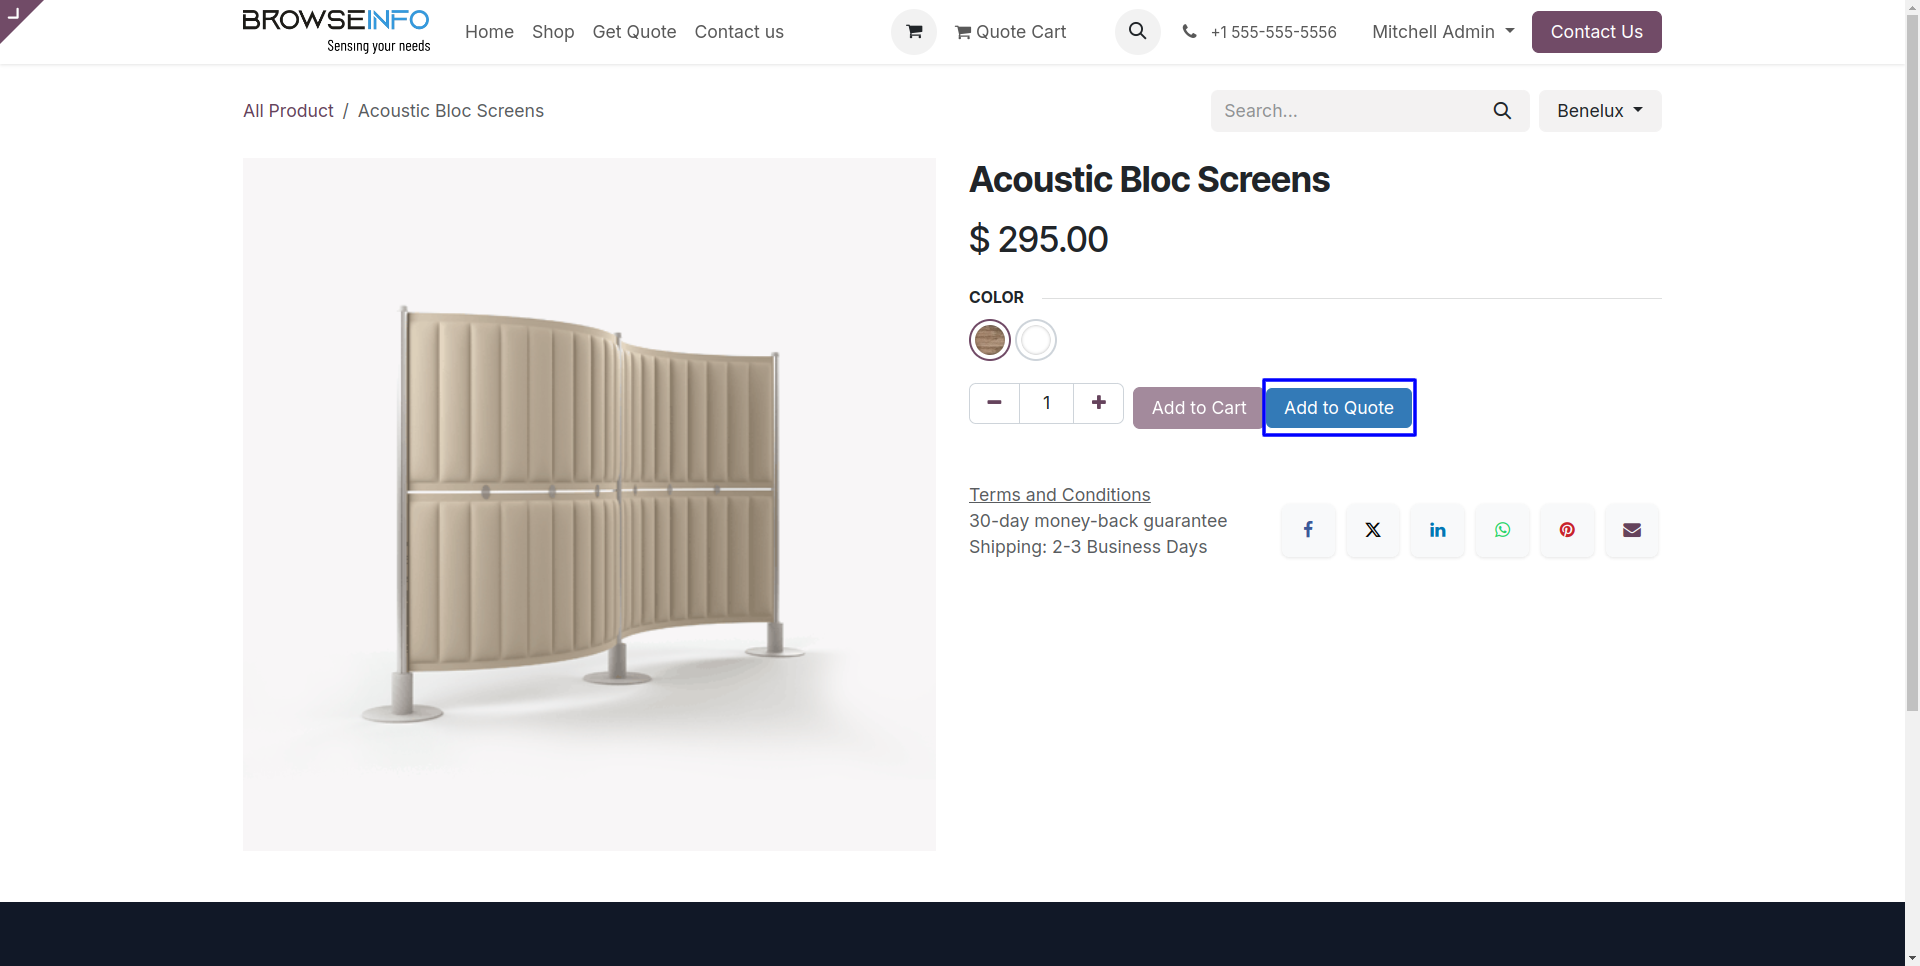 BROWSEINFO
Sensing your needs
Home Shop Get Quote Contact us
Quote Cart
+1 555-555-5556
Mitchell Admin
Contact Us
All Product / Acoustic Bloc Screens
Search...
Benelux
Acoustic Bloc Screens
$ 295.00
COLOR
1
Add to Cart
Add to Quote
Terms and Conditions
30-day money-back guarantee
Shipping: 2-3 Business Days